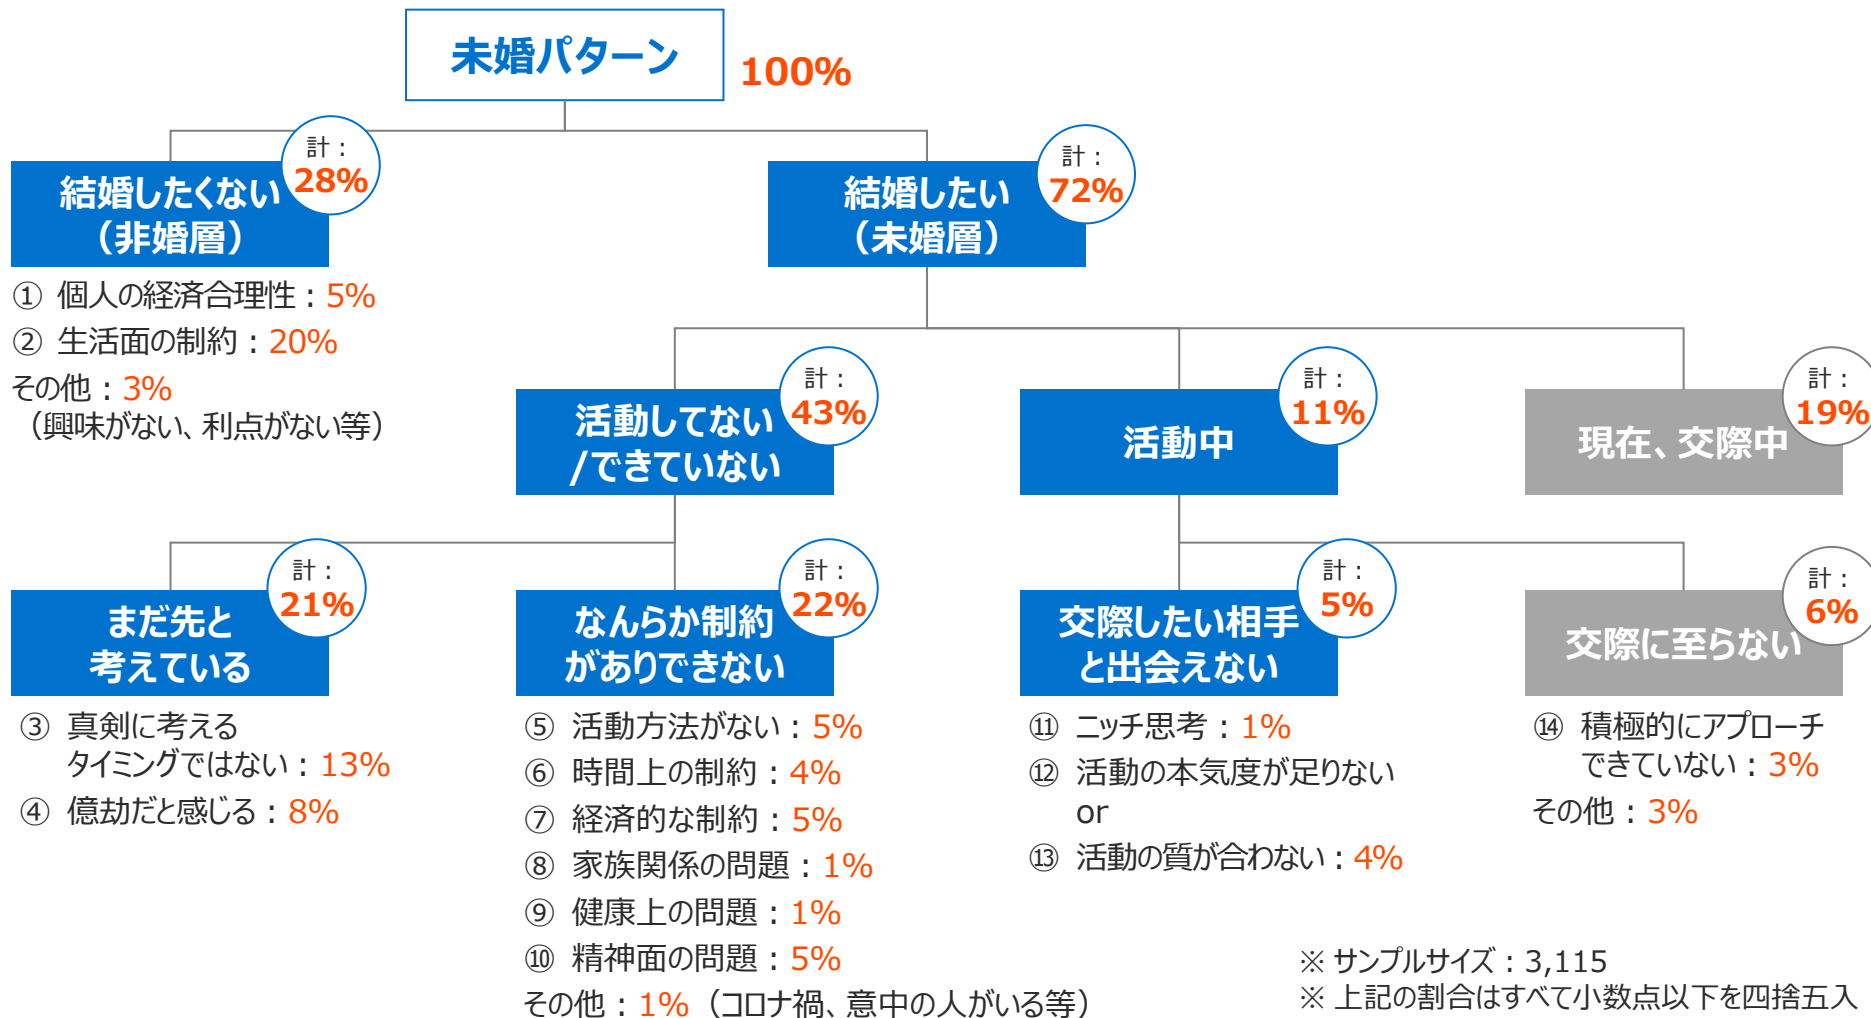 未婚パターン
100%
計：
28%
結婚したくない
（非婚層）
計：
72%
結婚したい
（未婚層）
① 個人の経済合理性：5%
② 生活面の制約：20%
その他：3%
（興味がない、利点がない等）
計：
43%
活動してない
/できていない
計：
11%
活動中
計：
19%
現在、交際中
計：
21%
まだ先と
考えている
計：
22%
なんらか制約
がありできない
計：
5%
交際したい相手
と出会えない
計：
6%
交際に至らない
③ 真剣に考える
タイミングではない：13%
④ 億劫だと感じる：8%
⑤ 活動方法がない：5%
⑥ 時間上の制約：4%
⑦ 経済的な制約：5%
⑧ 家族関係の問題：1%
⑨ 健康上の問題：1%
⑩ 精神面の問題：5%
その他：1%（コロナ禍、意中の人がいる等）
⑪ ニッチ思考：1%
⑫ 活動の本気度が足りない
or
⑬ 活動の質が合わない：4%
⑭ 積極的にアプローチ
できていない：3%
その他：3%
※ サンプルサイズ：3,115
※ 上記の割合はすべて小数点以下を四捨五入